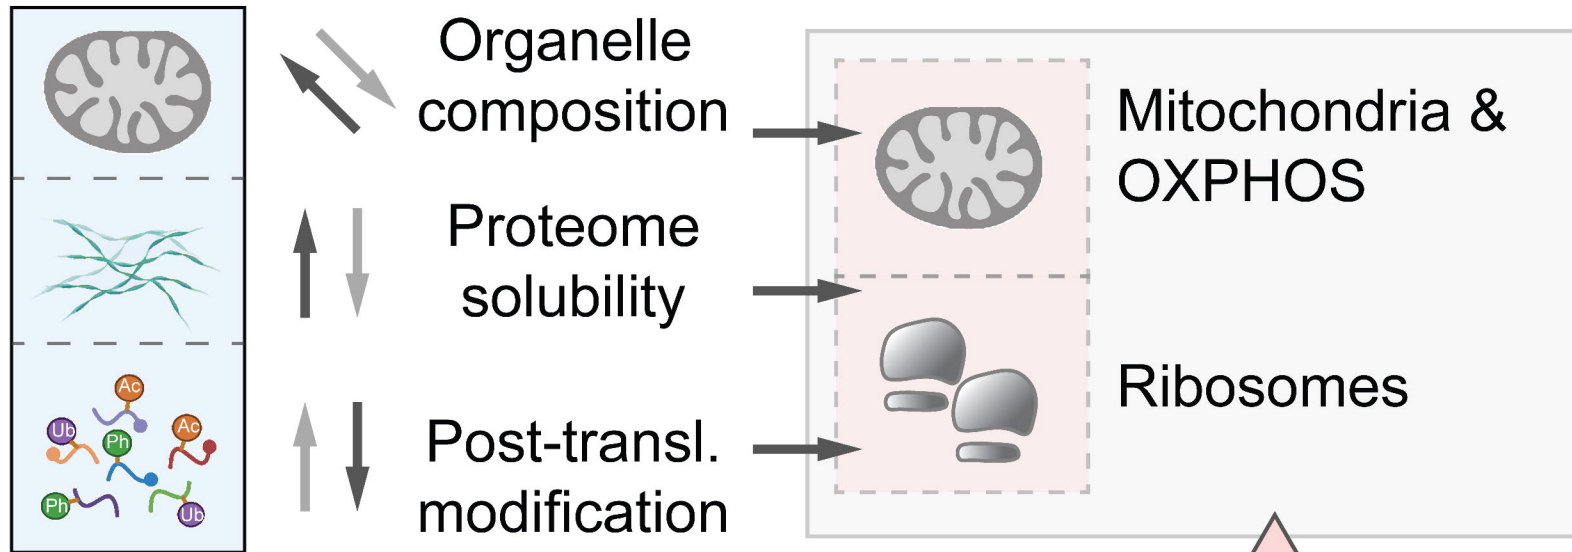 Organelle
composition
Mitochondria &
OXPHOS
Proteome
solubility
Ribosomes
Post-transl.
modification
Ac
Ub
Ph
Ac
Ph
Ub